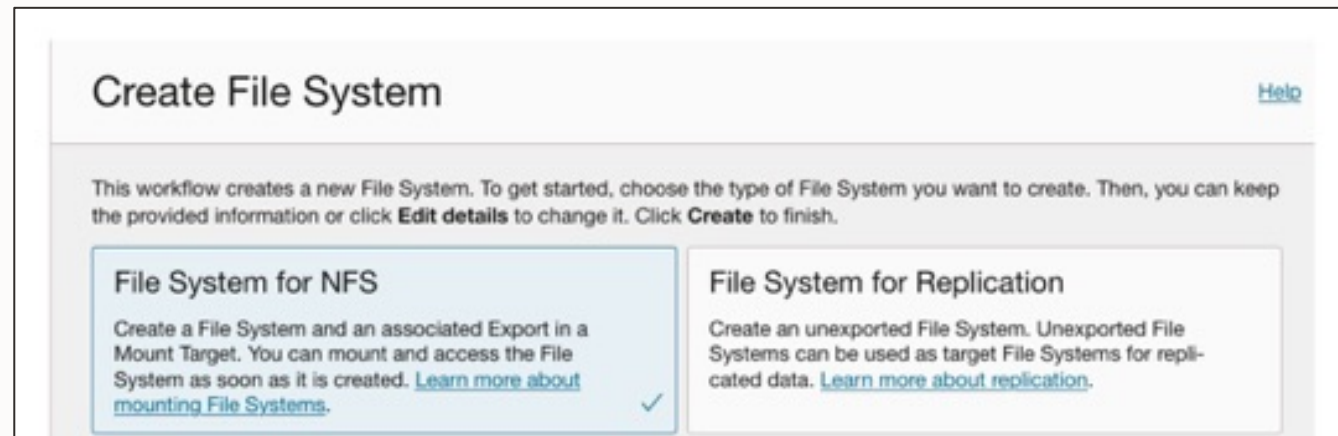 Create File System
Help
This workflow creates a new File System. To get started, choose the type of File System you want to create. Then, you can keep
the provided information or click Edit details to change it. Click Create to finish.
File System for NFS
Create a File System and an associated Export in a
Mount Target. You can mount and access the File
System as soon as it is created. Learn more about
mounting File Systems.
File System for Replication
Create an unexported File System. Unexported File
Systems can be used as target File Systems for repli-
cated data. Learn more about replication.